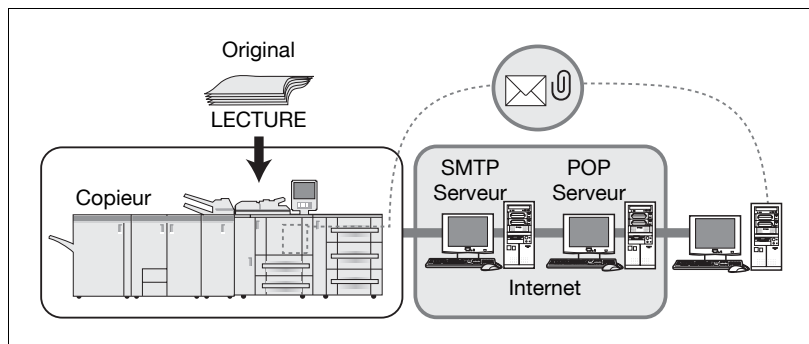 Original
LECTURE
Copieur
SMTP
Serveur
POP
Serveur
Internet